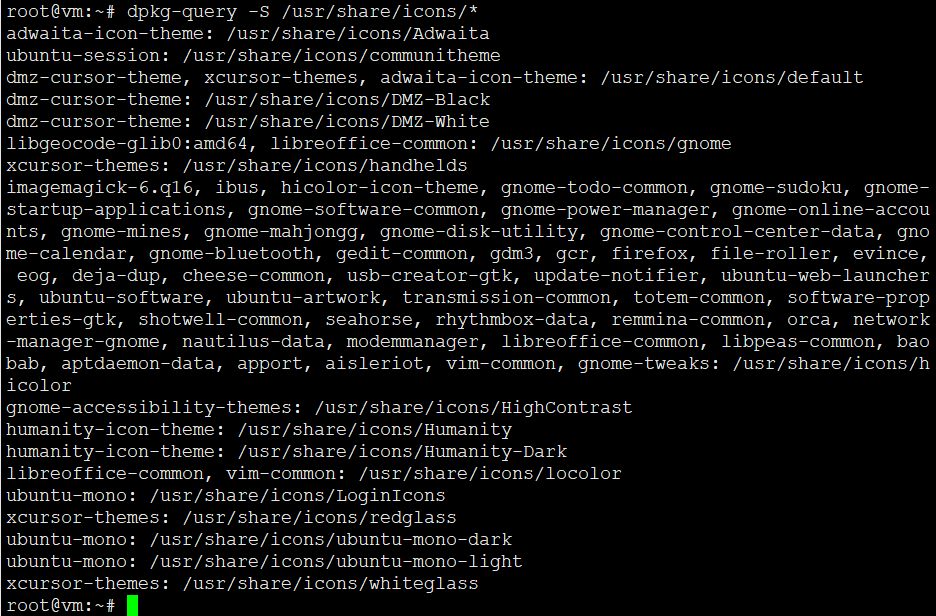 root@vm:~# dpkg-query -S /usr/share/icons/*
adwaita-icon-theme: /usr/share/icons/Adwaita
ubuntu-session: /usr/share/icons/communitheme
dmz-cursor-theme, xcursor-themes, adwaita-icon-theme: /usr/share/icons/default
dmz-cursor-theme: /usr/share/icons/DMZ-Black
dmz-cursor-theme: /usr/share/icons/DMZ-White
libgeocode-glib0:amd64, libreoffice-common: /usr/share/icons/gnome
xcursor-themes: /usr/share/icons/handhelds
imagemagick-6.q16, ibus, hicolor-icon-theme, gnome-todo-common, gnome-sudoku, gnome-
startup-applications, gnome-software-common, gnome-power-manager, gnome-online-accou
nts, gnome-mines, gnome-mahjongg, gnome-disk-utility, gnome-control-center-data, gno
me-calendar, gnome-bluetooth, gedit-common, gdm3, gcr, firefox, file-roller, evince,
 eog, deja-dup, cheese-common, usb-creator-gtk, update-notifier, ubuntu-web-launcher
s, ubuntu-software, ubuntu-artwork, transmission-common, totem-common, software-prop
erties-gtk, shotwell-common, seahorse, rhythmbox-data, remmina-common, orca, network
-manager-gnome, nautilus-data, modemmanager, libreoffice-common, libpeas-common, bao
bab, aptdaemon-data, apport, aisleriot, vim-common, gnome-tweaks: /usr/share/icons/h
icolor
gnome-accessibility-themes: /usr/share/icons/HighContrast
humanity-icon-theme: /usr/share/icons/Humanity
humanity-icon-theme: /usr/share/icons/Humanity-Dark
libreoffice-common, vim-common: /usr/share/icons/locolor
ubuntu-mono: /usr/share/icons/LoginIcons
xcursor-themes: /usr/share/icons/redglass
ubuntu-mono: /usr/share/icons/ubuntu-mono-dark
ubuntu-mono: /usr/share/icons/ubuntu-mono-light
xcursor-themes: /usr/share/icons/whiteglass
root@vm:~#